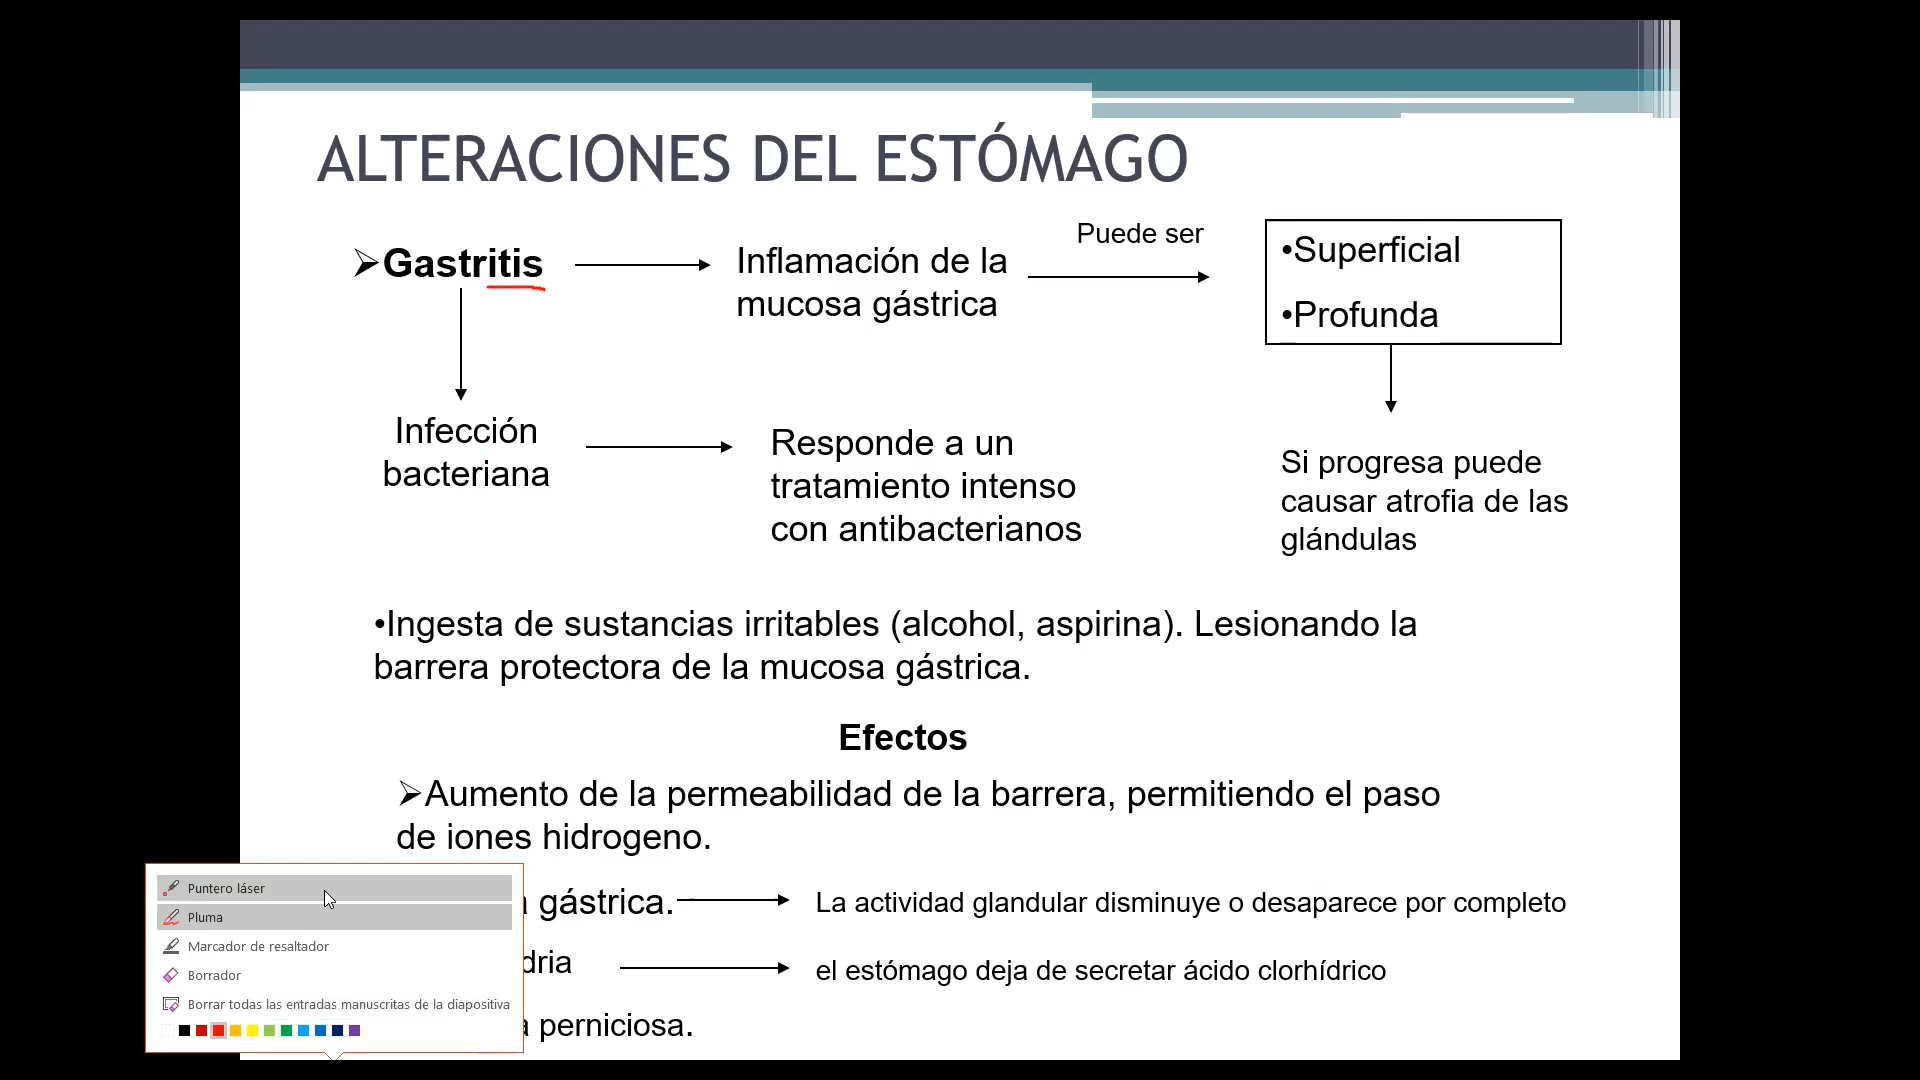 ALTERACIONES DEL ESTÓMAGO
➢Gastritis
Inflamación de la
mucosa gástrica
Puede ser
•Superficial
•Profunda
Infección
bacteriana
Responde a un
tratamiento intenso
con antibacterianos
Si progresa puede
causar atrofia de las
glándulas
•Ingesta de sustancias irritables (alcohol, aspirina). Lesionando la
barrera protectora de la mucosa gástrica.
Efectos
➢Aumento de la permeabilidad de la barrera, permitiendo el paso
de iones hidrogeno.
gástrica.
La actividad glandular disminuye o desaparece por completo
dria
el estómago deja de secretar ácido clorhídrico
perniciosa.
Puntero láser
Pluma
Marcador de resaltador
Borrador
Borrar todas las entradas manuscritas de la diapositiva